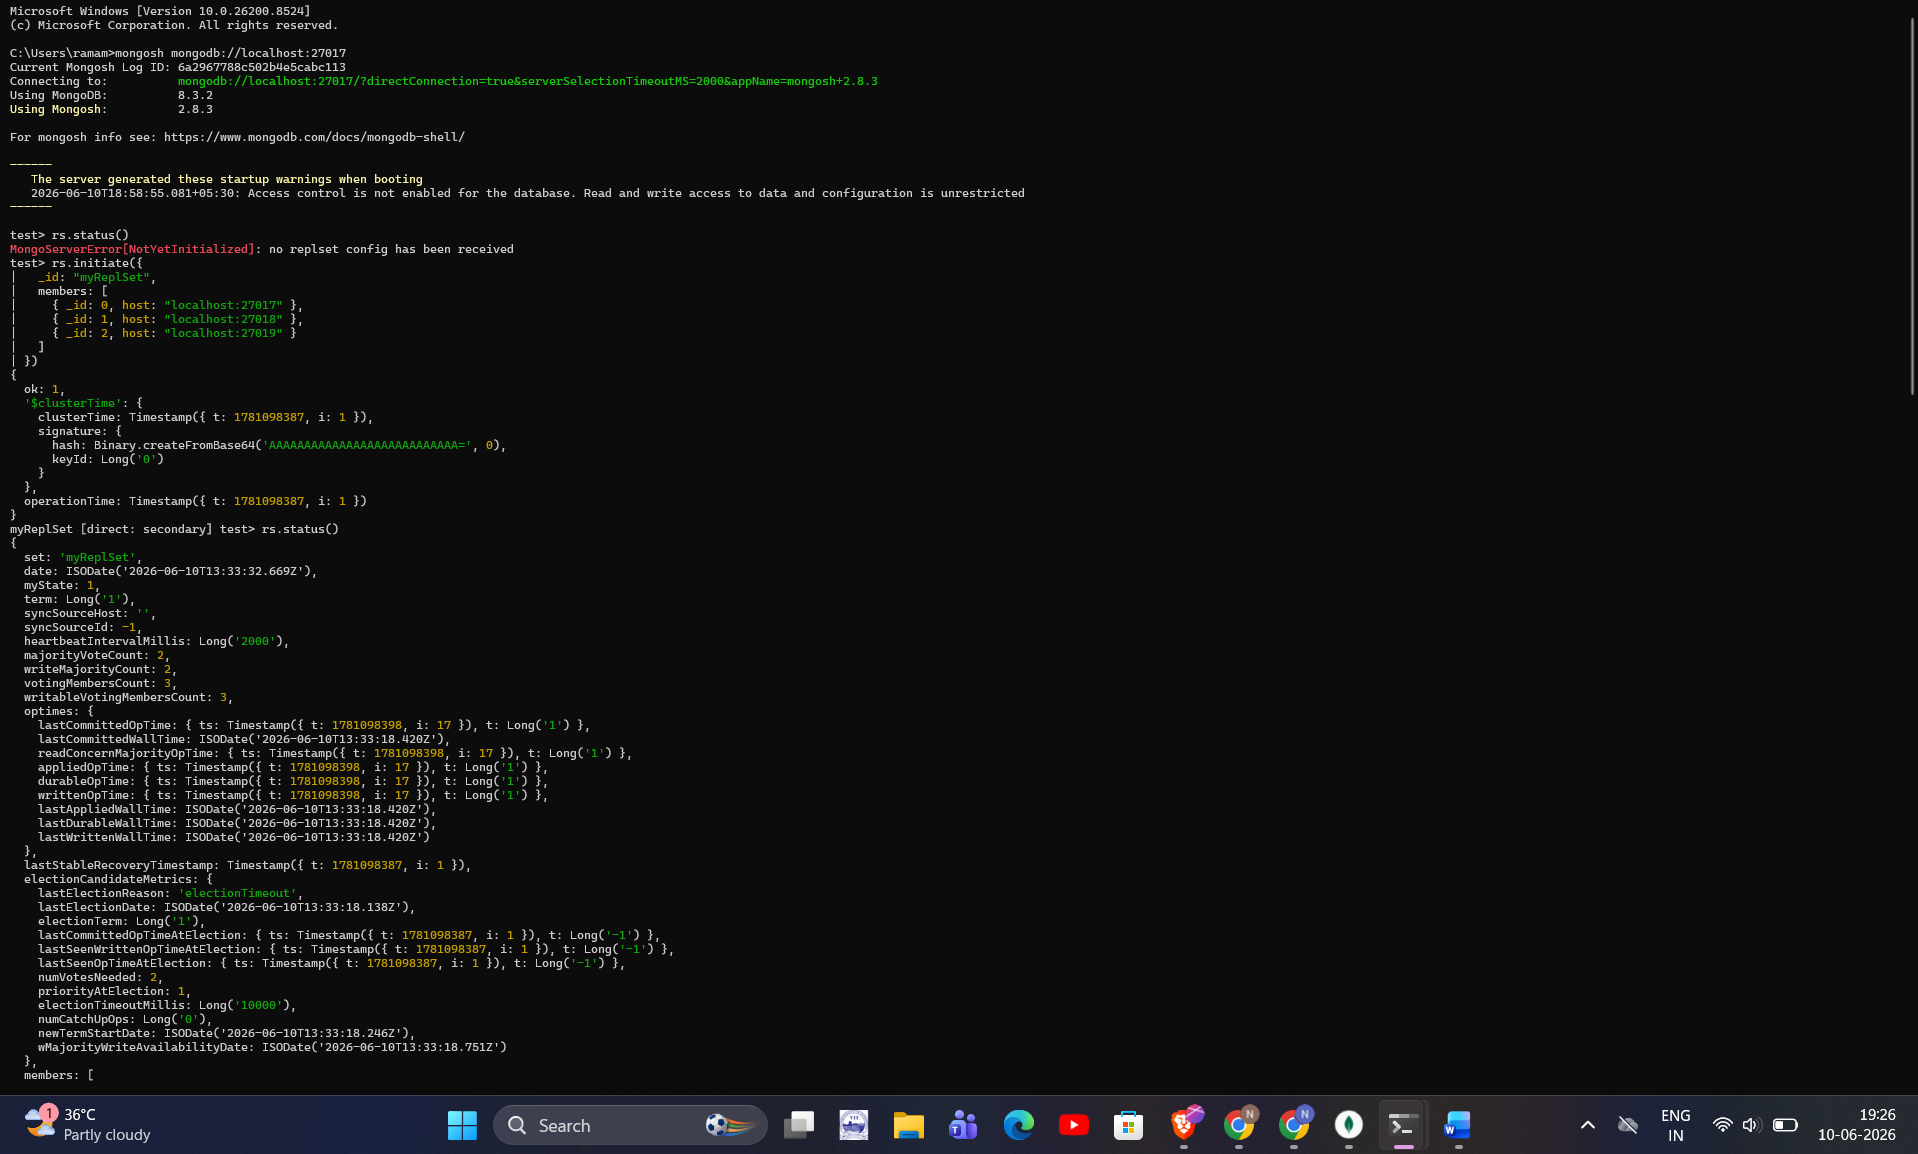 Microsoft Windows [Version 10.0.26200.8524]
(c) Microsoft Corporation. All rights reserved.
C:\Users\ramam>mongosh mongodb://localhost:27017
Current Mongosh Log ID: 6a2967788c502b4e5cabc113
Connecting to:          mongodb://localhost:27017/?directConnection=true&serverSelectionTimeoutMS=2000&appName=mongosh+2.8.3
Using MongoDB:          8.3.2
Using Mongosh:          2.8.3
For mongosh info see: https://www.mongodb.com/docs/mongodb-shell/
------
   The server generated these startup warnings when booting
   2026-06-10T18:58:55.081+05:30: Access control is not enabled for the database. Read and write access to data and configuration is unrestricted
------
test> rs.status()
MongoServerError[NotYetInitialized]: no replset config has been received
test> rs.initiate({
|   _id: "myReplSet",
|   members: [
|     { _id: 0, host: "localhost:27017" },
|     { _id: 1, host: "localhost:27018" },
|     { _id: 2, host: "localhost:27019" }
|   ]
| })
{
  ok: 1,
  '$clusterTime': {
    clusterTime: Timestamp({ t: 1781098387, i: 1 }),
    signature: {
      hash: Binary.createFromBase64('AAAAAAAAAAAAAAAAAAAAAAAAAAA=', 0),
      keyId: Long('0')
    }
  },
  operationTime: Timestamp({ t: 1781098387, i: 1 })
}
myReplSet [direct: secondary] test> rs.status()
{
  set: 'myReplSet',
  date: ISODate('2026-06-10T13:33:32.669Z'),
  myState: 1,
  term: Long('1'),
  syncSourceHost: '',
  syncSourceId: -1,
  heartbeatIntervalMillis: Long('2000'),
  majorityVoteCount: 2,
  writeMajorityCount: 2,
  votingMembersCount: 3,
  writableVotingMembersCount: 3,
  optimes: {
    lastCommittedOpTime: { ts: Timestamp({ t: 1781098398, i: 17 }), t: Long('1') },
    lastCommittedWallTime: ISODate('2026-06-10T13:33:18.420Z'),
    readConcernMajorityOpTime: { ts: Timestamp({ t: 1781098398, i: 17 }), t: Long('1') },
    appliedOpTime: { ts: Timestamp({ t: 1781098398, i: 17 }), t: Long('1') },
    durableOpTime: { ts: Timestamp({ t: 1781098398, i: 17 }), t: Long('1') },
    writtenOpTime: { ts: Timestamp({ t: 1781098398, i: 17 }), t: Long('1') },
    lastAppliedWallTime: ISODate('2026-06-10T13:33:18.420Z'),
    lastDurableWallTime: ISODate('2026-06-10T13:33:18.420Z'),
    lastWrittenWallTime: ISODate('2026-06-10T13:33:18.420Z')
  },
  lastStableRecoveryTimestamp: Timestamp({ t: 1781098387, i: 1 }),
  electionCandidateMetrics: {
    lastElectionReason: 'electionTimeout',
    lastElectionDate: ISODate('2026-06-10T13:33:18.138Z'),
    electionTerm: Long('1'),
    lastCommittedOpTimeAtElection: { ts: Timestamp({ t: 1781098387, i: 1 }), t: Long('-1') },
    lastSeenWrittenOpTimeAtElection: { ts: Timestamp({ t: 1781098387, i: 1 }), t: Long('-1') },
    lastSeenOpTimeAtElection: { ts: Timestamp({ t: 1781098387, i: 1 }), t: Long('-1') },
    numVotesNeeded: 2,
    priorityAtElection: 1,
    electionTimeoutMillis: Long('10000'),
    numCatchUpOps: Long('0'),
    newTermStartDate: ISODate('2026-06-10T13:33:18.246Z'),
    wMajorityWriteAvailabilityDate: ISODate('2026-06-10T13:33:18.751Z')
  },
  members: [
1
36°C
Partly cloudy
Search
VIT
T
N
N
W
ENG
IN
19:26
10-06-2026